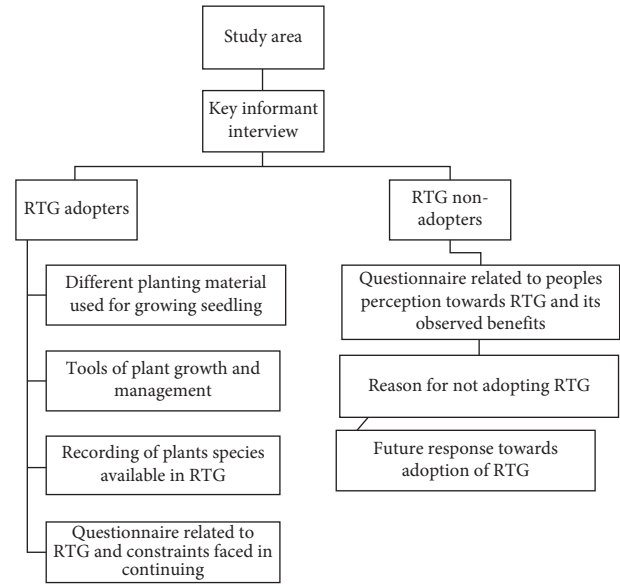 Study area
Key informant
interview
RTG adopters
Different planting material
used for growing seedling
Tools of plant growth and
management
Recording of plants species
available in RTG
Questionnaire related to
RTG and constraints faced in
continuing
RTG non-
adopters
Questionnaire related to peoples
perception towards RTG and its
observed benefits
Reason for not adopting RTG
Future response towards
adoption of RTG